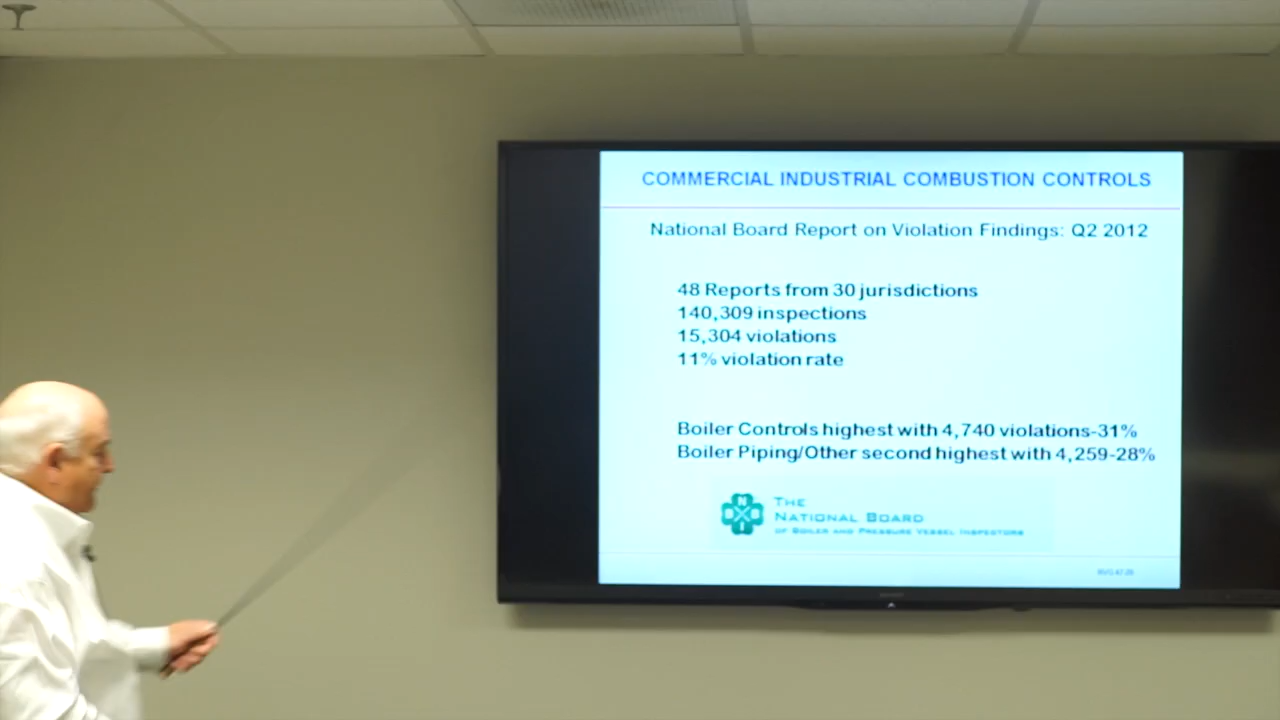 COMMERCIAL INDUSTRIAL COMBUSTION CONTROLS
National Board Report on Violation Findings: Q2 2012
48 Reports from 30 jurisdictions
140,309 inspections
15,304 violations
11% violation rate
Boiler Controls highest with 4,740 violations-31%
Boiler Piping/Other second highest with 4,259-28%
N
B B
I
THE
NATIONAL BOARD
OF BOILER AND PRESSURE VESSEL INSPECTORS